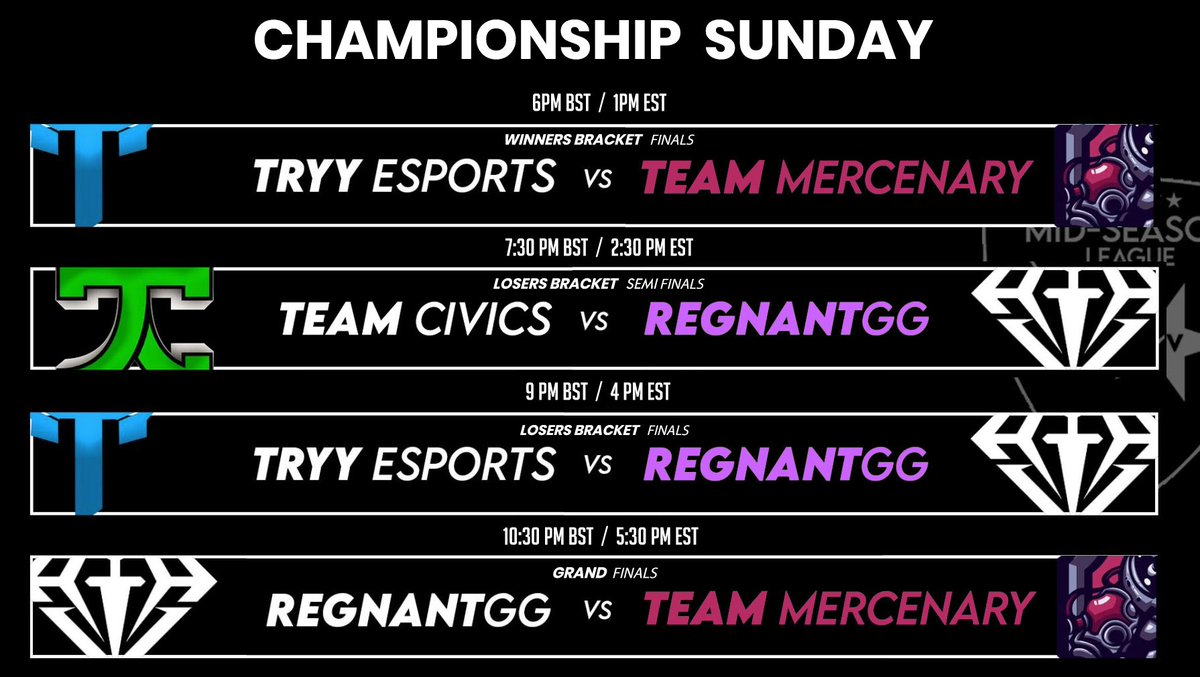 CHAMPIONSHIP SUNDAY
6PM BST / 1PM EST
WINNERS BRACKET FINALS
TRYY ESPORTS VS TEAM MERCENARY
7:30 PM BST / 2:30 PM EST
MID-SEASO
LEAGUE
LOSERS BRACKET SEMI FINALS
TEAM CIVICS VS REGNANTGG
9 PM BST / 4 PM EST
LOSERS BRACKET FINALS
TRYY ESPORTS VS REGNANTGG
10:30 PM BST / 5:30 PM EST
GRAND FINALS
REGNANTGG VS TEAM MERCENARY